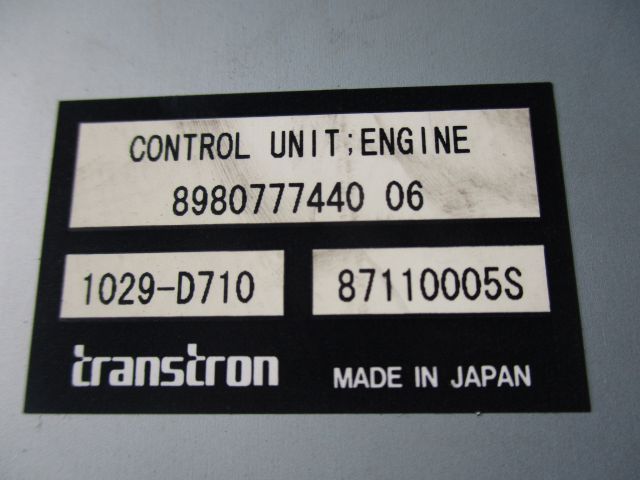 CONTROL UNIT;ENGINE
8980777440 06
1029-D710 87110005S
transtron MADE IN JAPAN